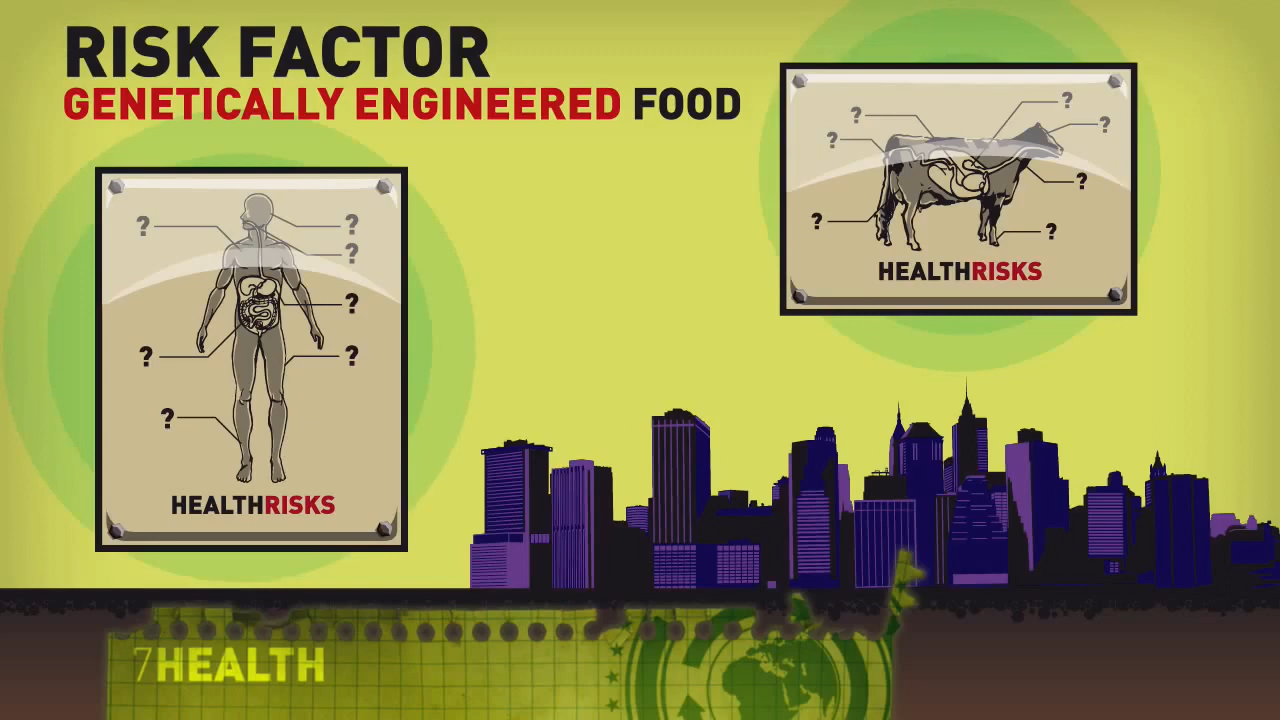 RISK FACTOR
GENETICALLY ENGINEERED FOOD
?
?
?
?
?
?
?
HEALTHRISKS
?
?
?
?
?
?
?
HEALTHRISKS
7HEALTH